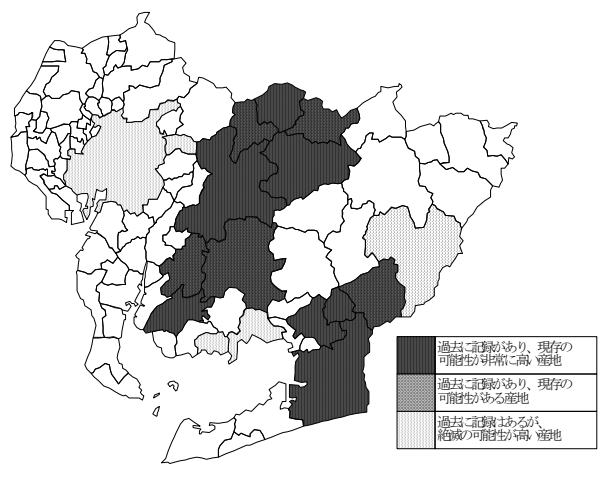 過去に記録があり、現存の
可能性が非常に高い産地
過去に記録があり、現存の
可能性がある産地
過去に記録はあるが、
絶滅の可能性が高い産地